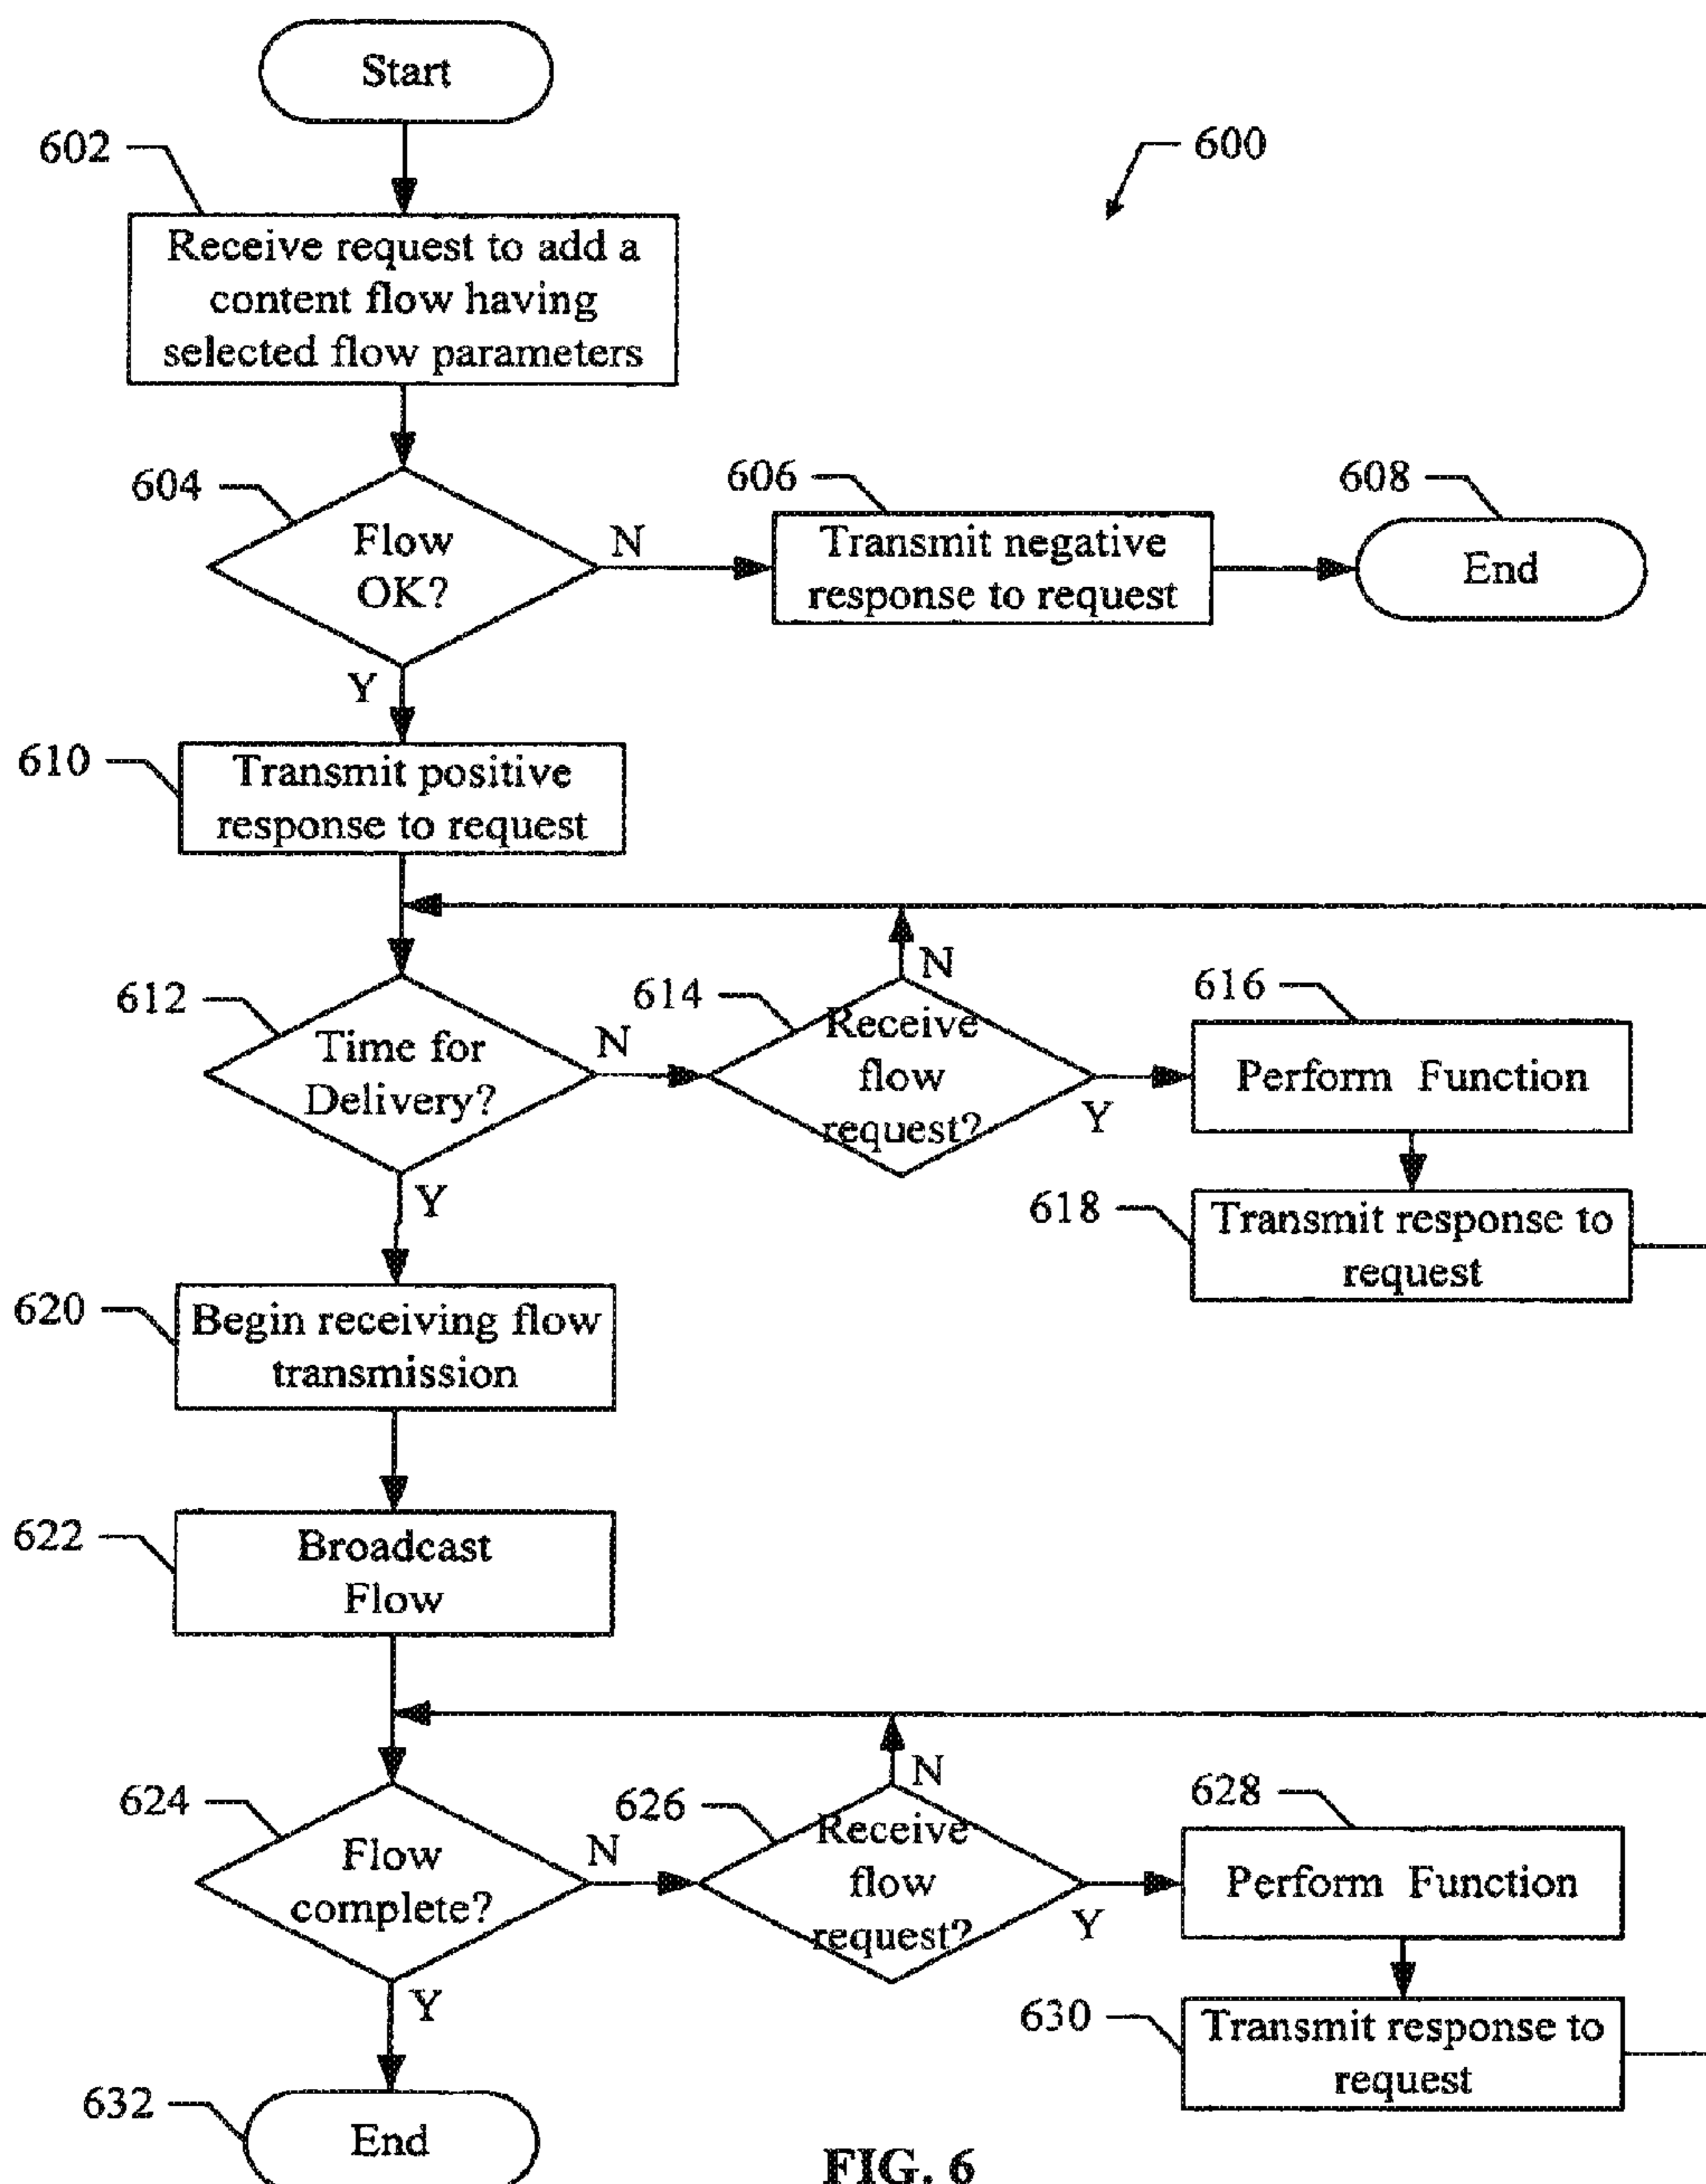 Start
602
600
Receive request to add a
content flow having
selected flow parameters
604
606
608
Flow
OK?
N
Transmit negative
response to request
End
Y
610
Transmit positive
response to request
612
614
616
N
Time for
Delivery?
N
Receive
flow
request?
Y
Perform Function
618
Transmit response to
request
Y
620
Begin receiving flow
transmission
622
Broadcast
Flow
624
626
628
N
Flow
complete?
N
Receive
flow
request?
Y
Perform Function
630
Transmit response to
request
Y
632
End
FIG. 6